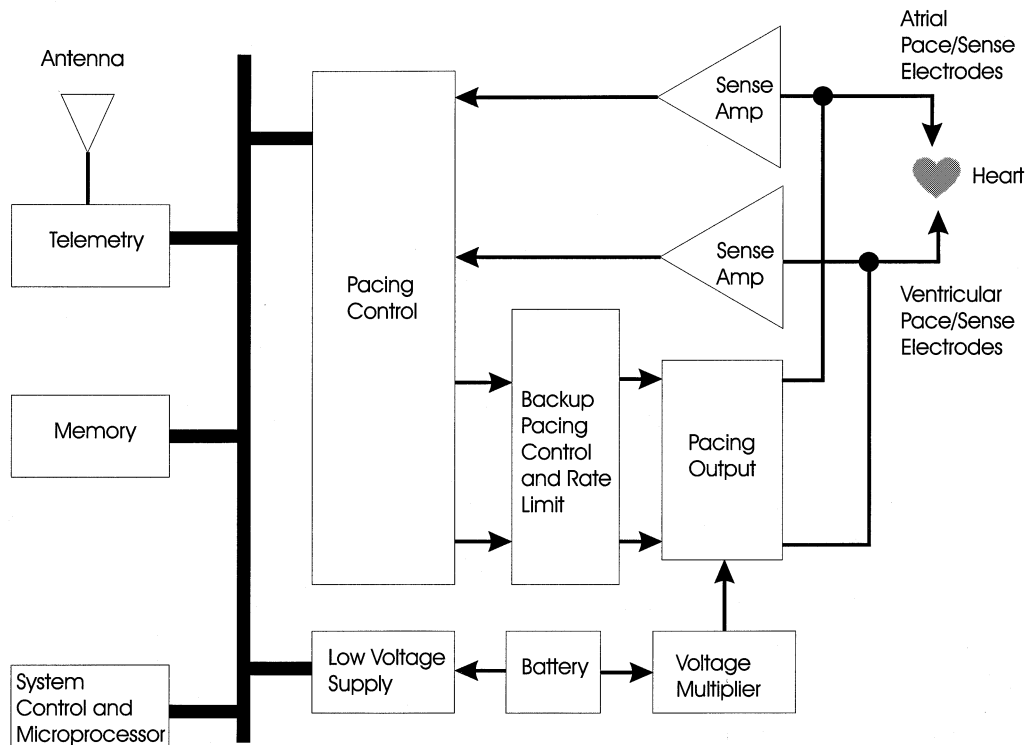 Antenna
Telemetry
Memory
System
Control and
Microprocessor
Pacing
Control
Sense
Amp
Sense
Amp
Atrial
Pace/Sense
Electrodes
Heart
Ventricular
Pace/Sense
Electrodes
Backup
Pacing
Control
and Rate
Limit
Pacing
Output
Low Voltage
Supply
Battery
Voltage
Multiplier